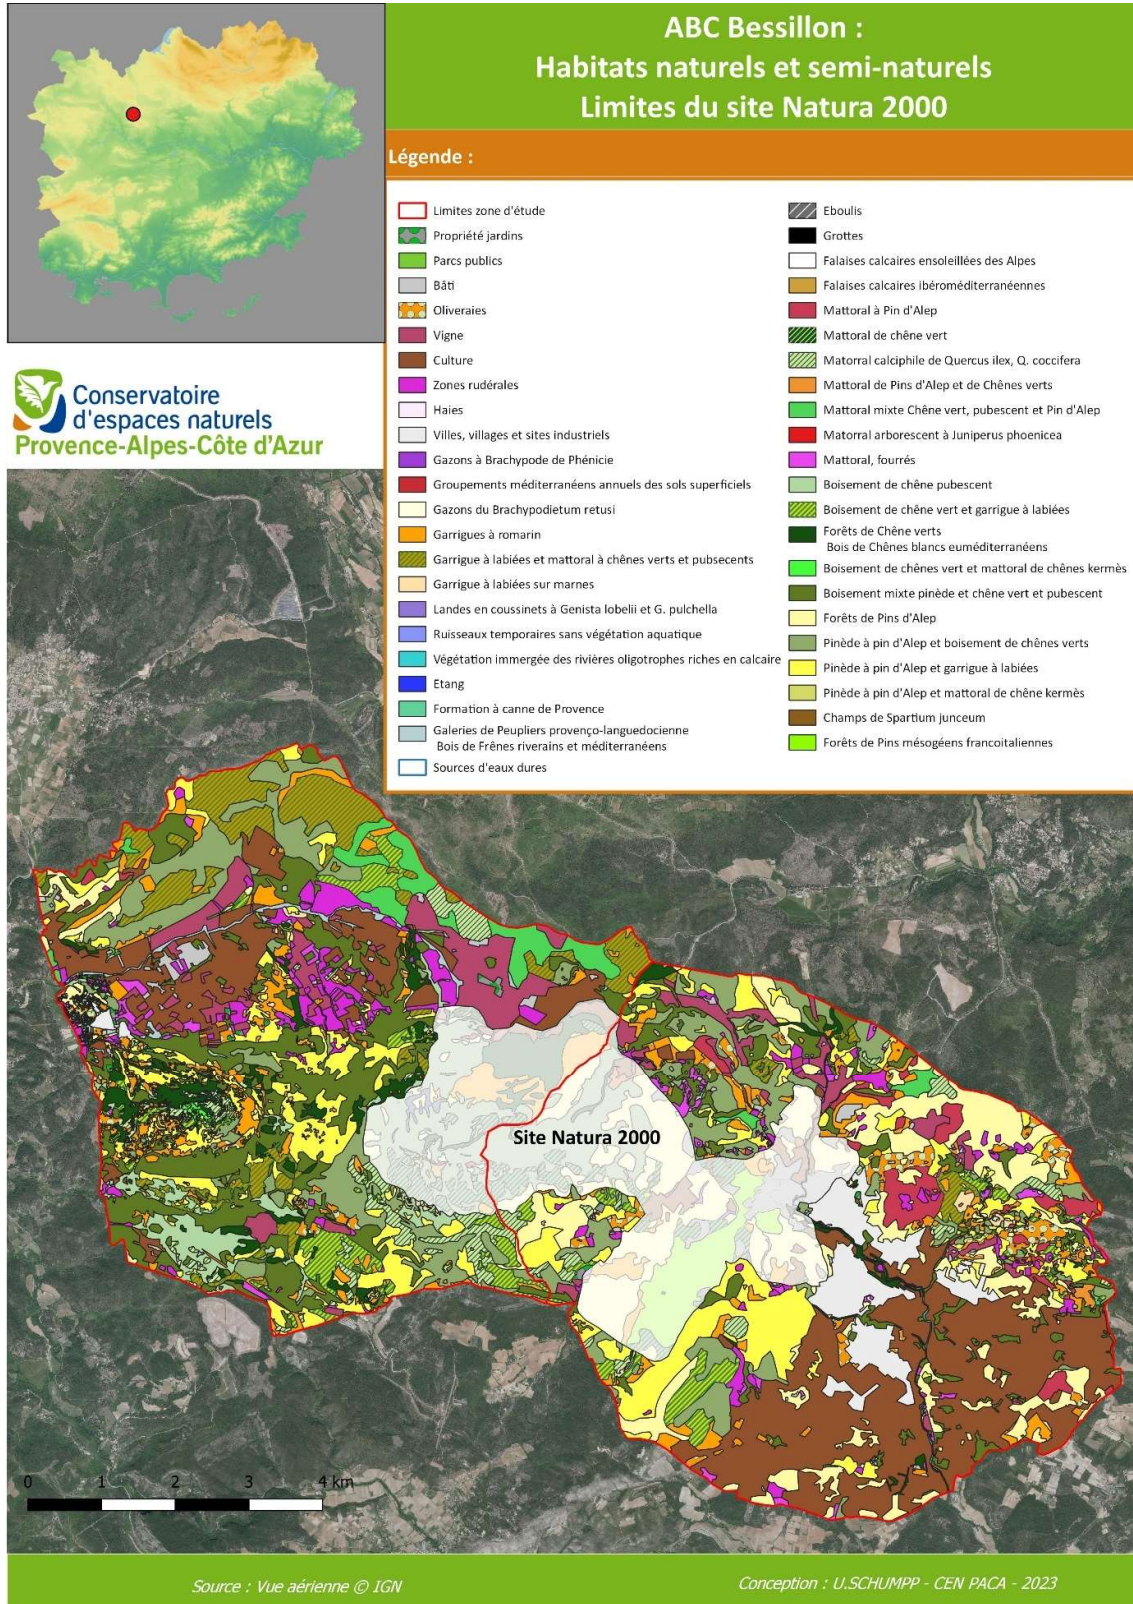 ABC Bessillon :
Habitats naturels et semi-naturels
Limites du site Natura 2000
Légende :
Limites zone d'étude
Propriété jardins
Parcs publics
Bâti
Oliveraies
Vigne
Culture
Zones rudérales
Haies
Villes, villages et sites industriels
Gazons à Brachypode de Phénicie
Groupements méditerranéens annuels des sols superficiels
Gazons du Brachypodietum retusi
Garrigues à romarin
Garrigue à labiées et mattoral à chênes verts et pubsecents
Garrigue à labiées sur marnes
Landes en coussinets à Genista lobelii et G. pulchella
Ruisseaux temporaires sans végétation aquatique
Végétation immergée des rivières oligotrophes riches en calcaire
Etang
Formation à canne de Provence
Galeries de Peupliers provenço-languedocienne
Bois de Frênes riverains et méditerranéens
Sources d'eaux dures
Eboulis
Grottes
Falaises calcaires ensoleillées des Alpes
Falaises calcaires ibéroméditerranéennes
Mattoral à Pin d'Alep
Mattoral de chêne vert
Matorral calciphile de Quercus ilex, Q. coccifera
Mattoral de Pins d'Alep et de Chênes verts
Mattoral mixte Chêne vert, pubescent et Pin d'Alep
Matorral arborescent à Juniperus phoenicea
Mattoral, fourrés
Boisement de chêne pubescent
Boisement de chêne vert et garrigue à labiées
Forêts de Chêne verts
Bois de Chênes blancs euméditerranéens
Boisement de chênes vert et mattoral de chênes kermès
Boisement mixte pinède et chêne vert et pubescent
Forêts de Pins d'Alep
Pinède à pin d'Alep et boisement de chênes verts
Pinède à pin d'Alep et garrigue à labiées
Pinède à pin d'Alep et mattoral de chêne kermès
Champs de Spartium junceum
Forêts de Pins mésogéens francoitaliennes
Conservatoire
d'espaces naturels
Provence-Alpes-Côte d'Azur
Site Natura 2000
0 1 2 3 4 km
Source : Vue aérienne © IGN
Conception : U.SCHUMPP - CEN PACA - 2023